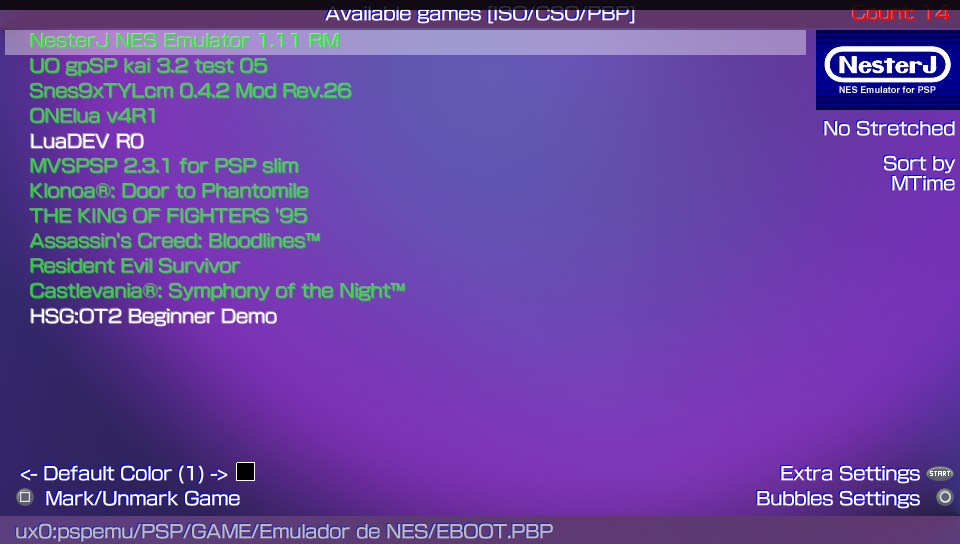 Available games [ISO/CSO/PBP]
Count: 14
NesterJ NES Emulator 1.11 RM
UO gpSP kai 3.2 test 05
Snes9xTYLcm 0.4.2 Mod Rev.26
ONElua v4R1
LuaDEV R0
MVSPSP 2.3.1 for PSP slim
Klonoa®: Door to Phantomile
THE KING OF FIGHTERS '95
Assassin's Creed: Bloodlines™
Resident Evil Survivor
Castlevania®: Symphony of the Night™
HSG:OT2 Beginner Demo
NesterJ
NES Emulator for PSP
No Stretched
Sort by
MTime
<- Default Color (1) ->
Mark/Unmark Game
Extra Settings START
Bubbles Settings
ux0:pspemu/PSP/GAME/Emulador de NES/EBOOT.PBP